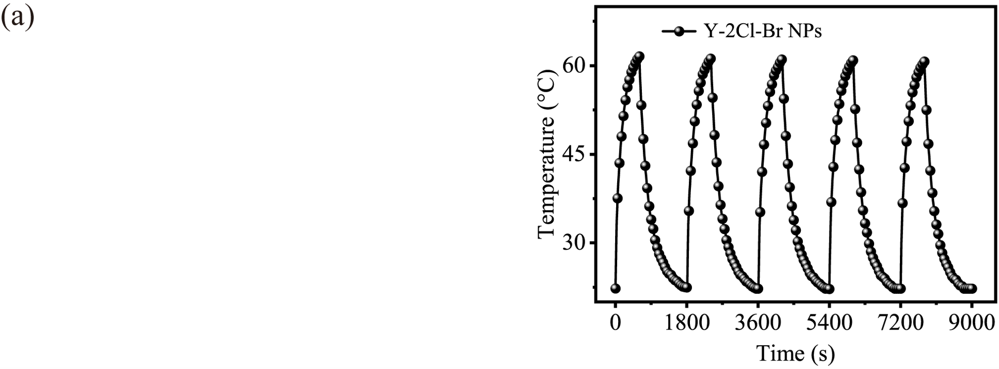 (a)
Y-2Cl-Br NPs
Temperature (°C)
60
45
30
0 1800 3600 5400 7200 9000
Time (s)